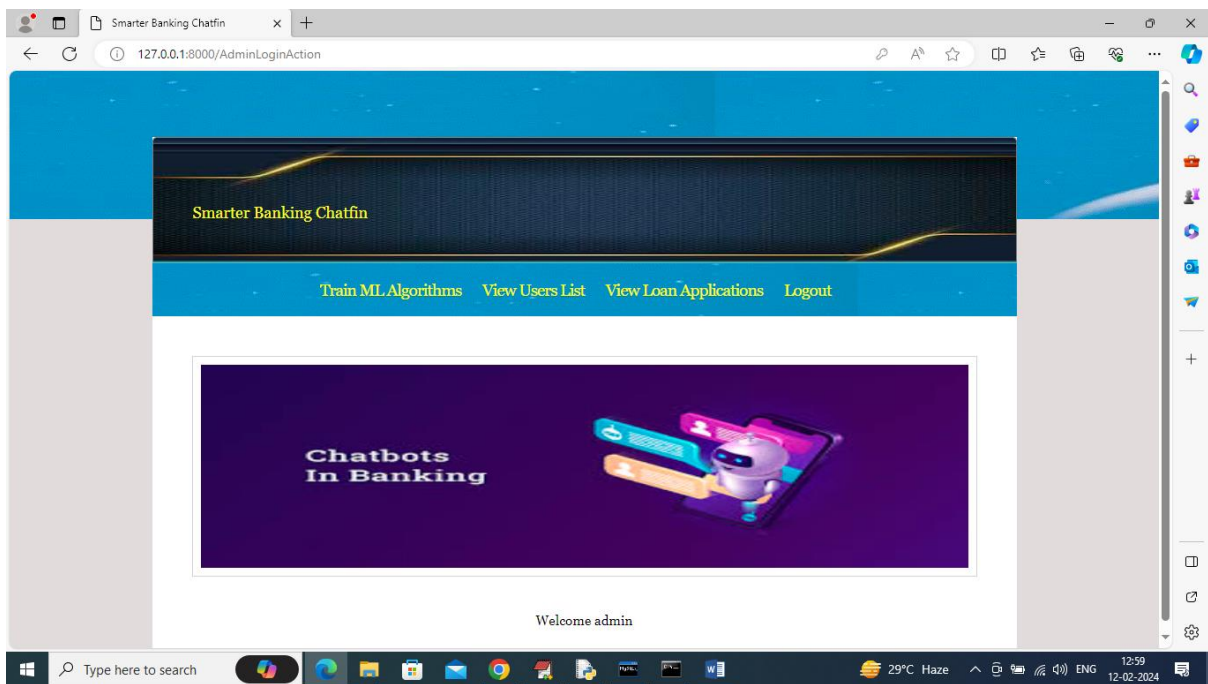 Smarter Banking Chatfin
127.0.0.1:8000/AdminLoginAction
Smarter Banking Chatfin
Train ML Algorithms View Users List View Loan Applications Logout
Chatbots
In Banking
Welcome admin
Type here to search
29°C Haze
ENG
12:59
12-02-2024